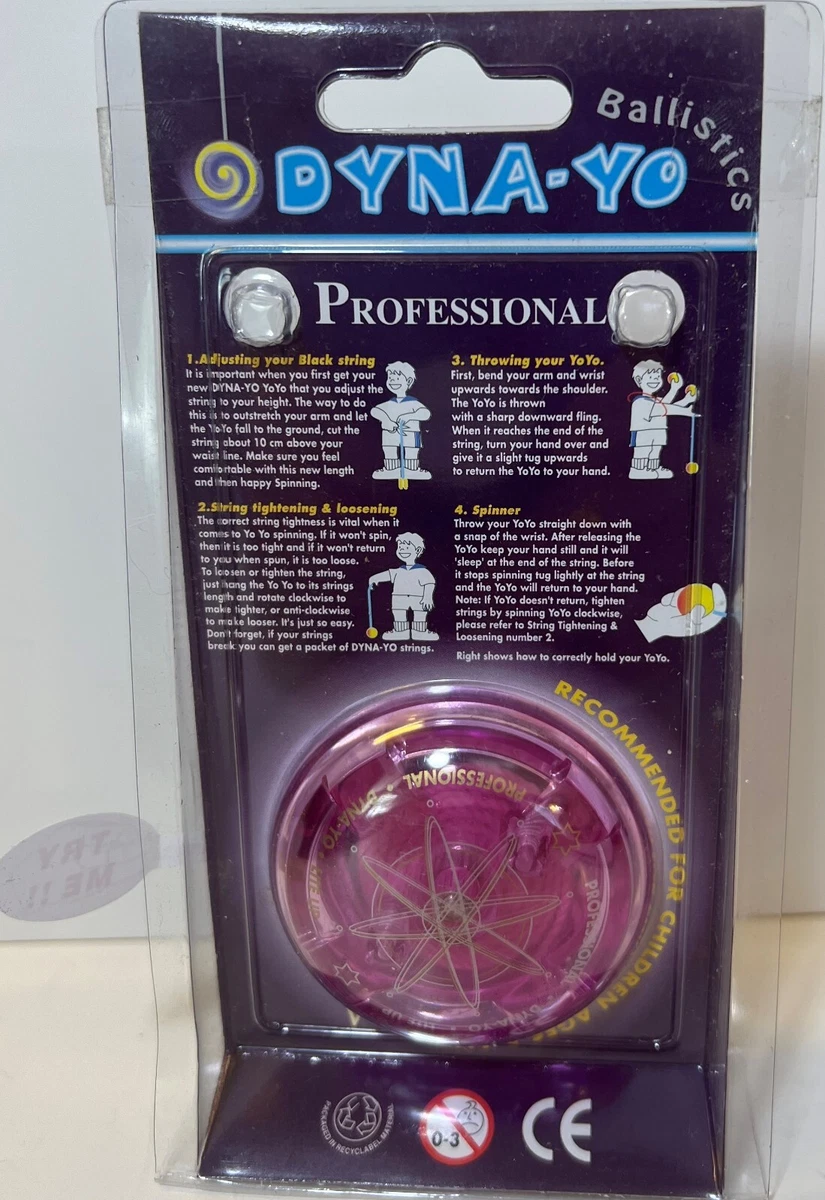 Ballistics
DYNA-YO
PROFESSIONAL
1.Adjusting your Black string
It is important when you first get your
new DYNA-YO YoYo that you adjust the
string to your height. The way to do
this is to outstretch your arm and let
the YoYo fall to the ground, cut the
string about 10 cm above your
waist line. Make sure you feel
comfortable with this new length
and then happy Spinning.
2.String tightening & loosening
The correct string tightness is vital when it
comes to Yo Yo spinning. If it won't spin,
then it is too tight and if it won't return
to you when spun, it is too loose.
To loosen or tighten the string,
just hang the Yo Yo to its strings
length and rotate clockwise to
make tighter, or anti-clockwise
to make looser. It's just so easy.
Don't forget, if your strings
break you can get a packet of DYNA-YO strings.
3. Throwing your YoYo.
First, bend your arm and wrist
upwards towards the shoulder.
The YoYo is thrown
with a sharp downward fling.
When it reaches the end of the
string, turn your hand over and
give it a slight tug upwards
to return the YoYo to your hand.
4. Spinner
Throw your YoYo straight down with
a snap of the wrist. After releasing the
YoYo keep your hand still and it will
'sleep' at the end of the string. Before
it stops spinning tug lightly at the string
and the YoYo will return to your hand.
Note: If YoYo doesn't return, tighten
strings by spinning YoYo clockwise,
please refer to String Tightening &
Loosening number 2.
Right shows how to correctly hold your YoYo.
RECOMMENDED FOR CHILDREN
PROFESSIONAL • DYNA-YO
PROFESSIONAL
DYNA-YO
TRY
ME !!
PACKAGED IN RECYCLABEL MATERIAL
0-3
CE